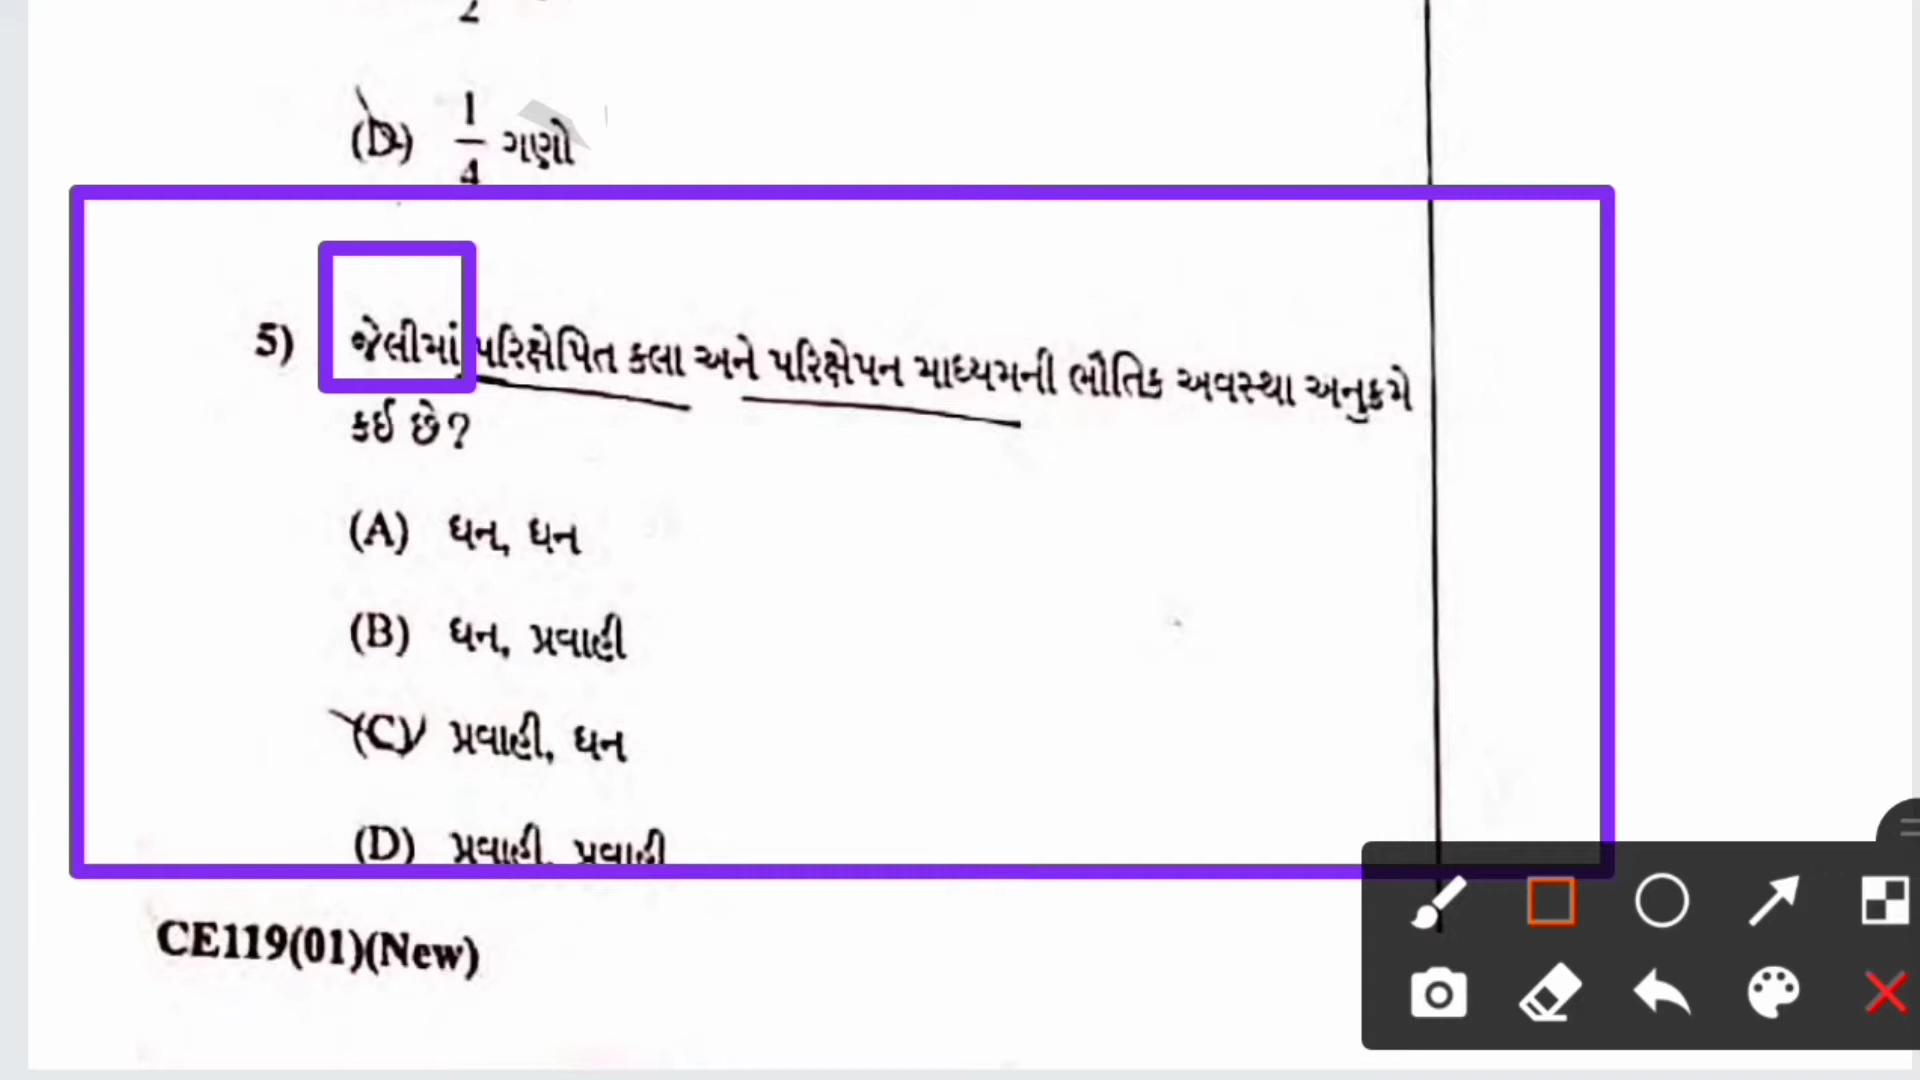 2
(D) 1/4 ગણો
5) જેલીમાં પરિક્ષેપિત કલા અને પરિક્ષેપન માધ્યમની ભૌતિક અવસ્થા અનુક્રમે
કઈ છે?
(A) ઘન, ઘન
(B) ઘન, પ્રવાહી
(C) પ્રવાહી, ઘન
(D) પ્રવાહી, પ્રવાહી
CE119(01)(New)